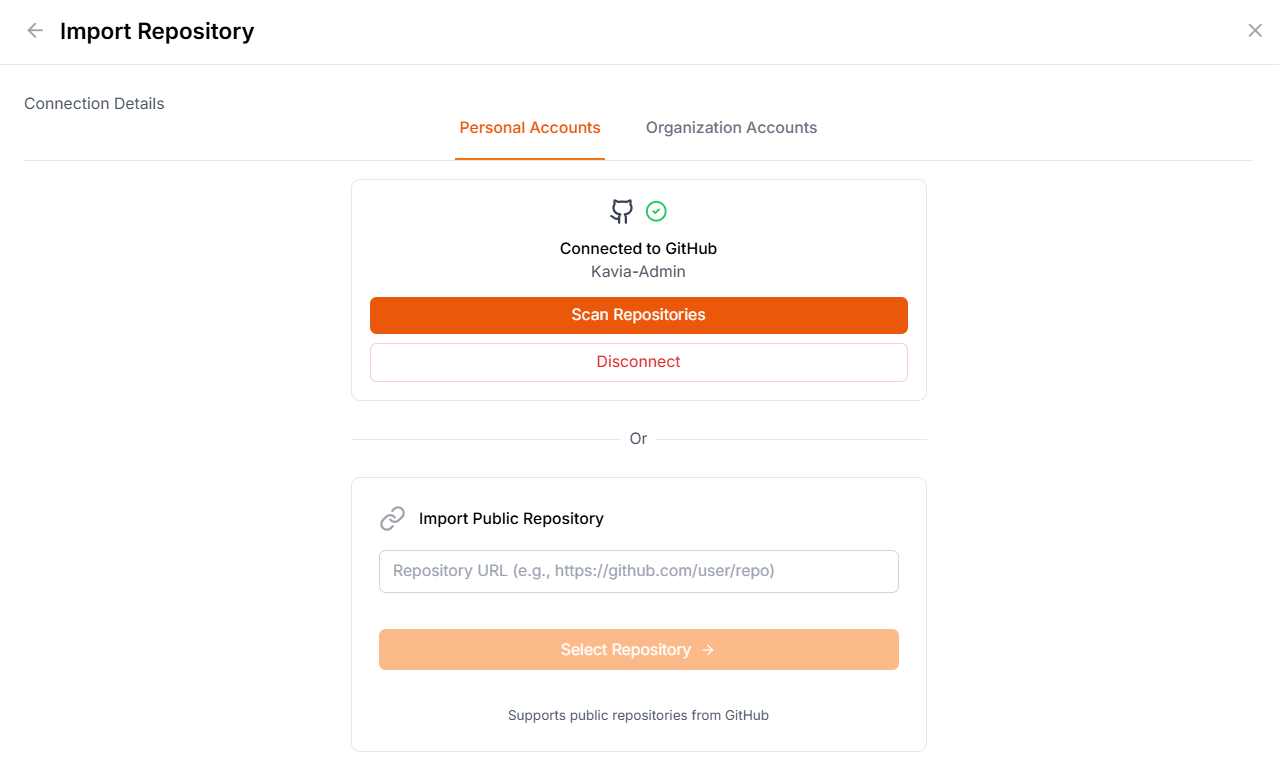 Import Repository
Connection Details
Personal Accounts
Organization Accounts
Connected to GitHub
Kavia-Admin
Scan Repositories
Disconnect
Or
Import Public Repository
Repository URL (e.g., https://github.com/user/repo)
Select Repository →
Supports public repositories from GitHub